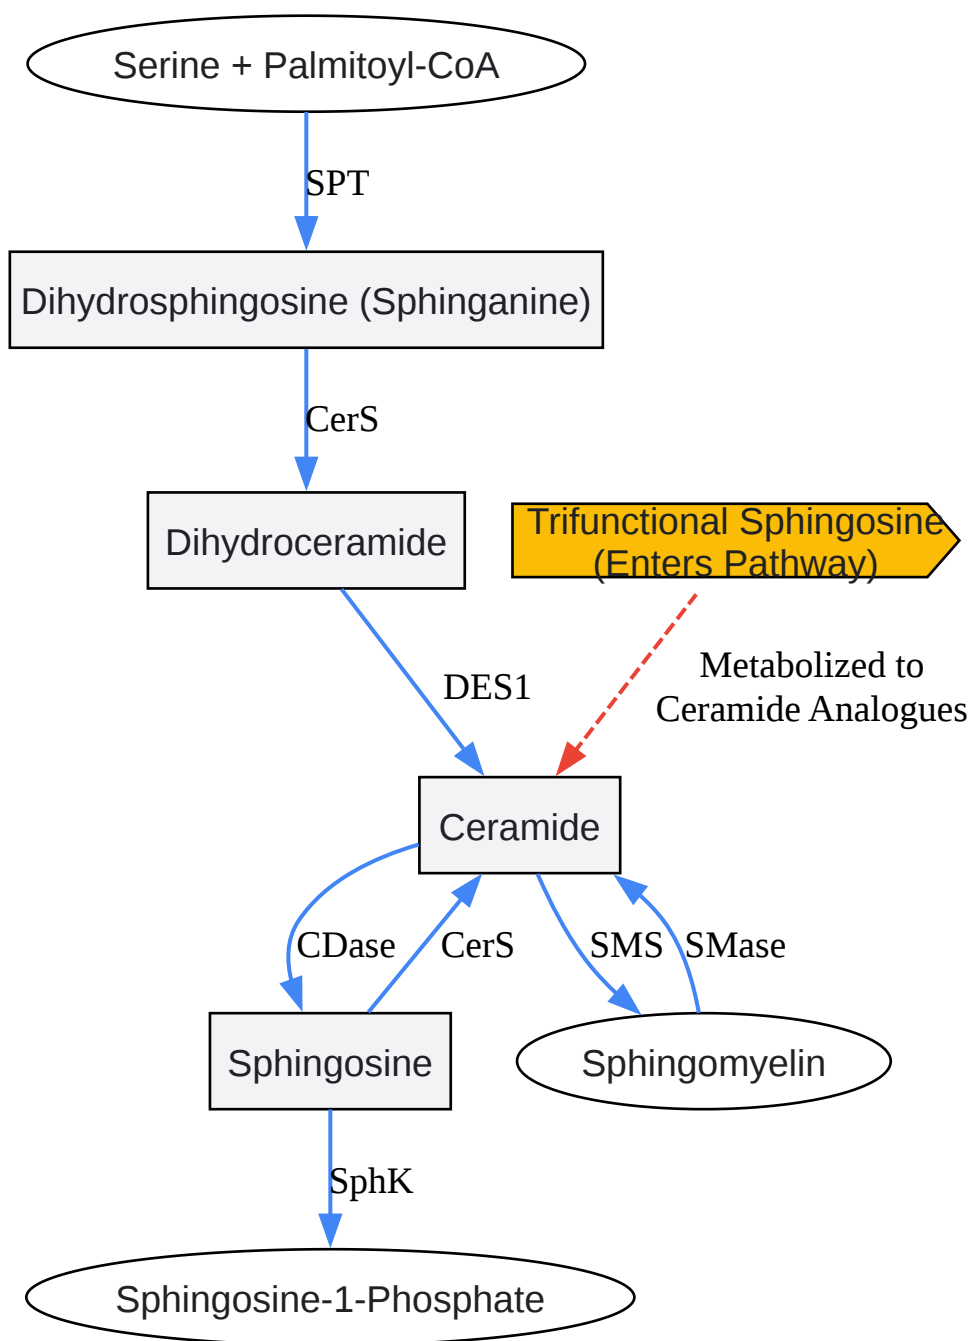 Serine + Palmitoyl-CoA
SPT
Dihydrosphingosine (Sphinganine)
CerS
Dihydroceramide
Trifunctional Sphingosine
(Enters Pathway)
DES1
Metabolized to
Ceramide Analogues
Ceramide
CDase
CerS
SMS
SMase
Sphingosine
Sphingomyelin
SphK
Sphingosine-1-Phosphate